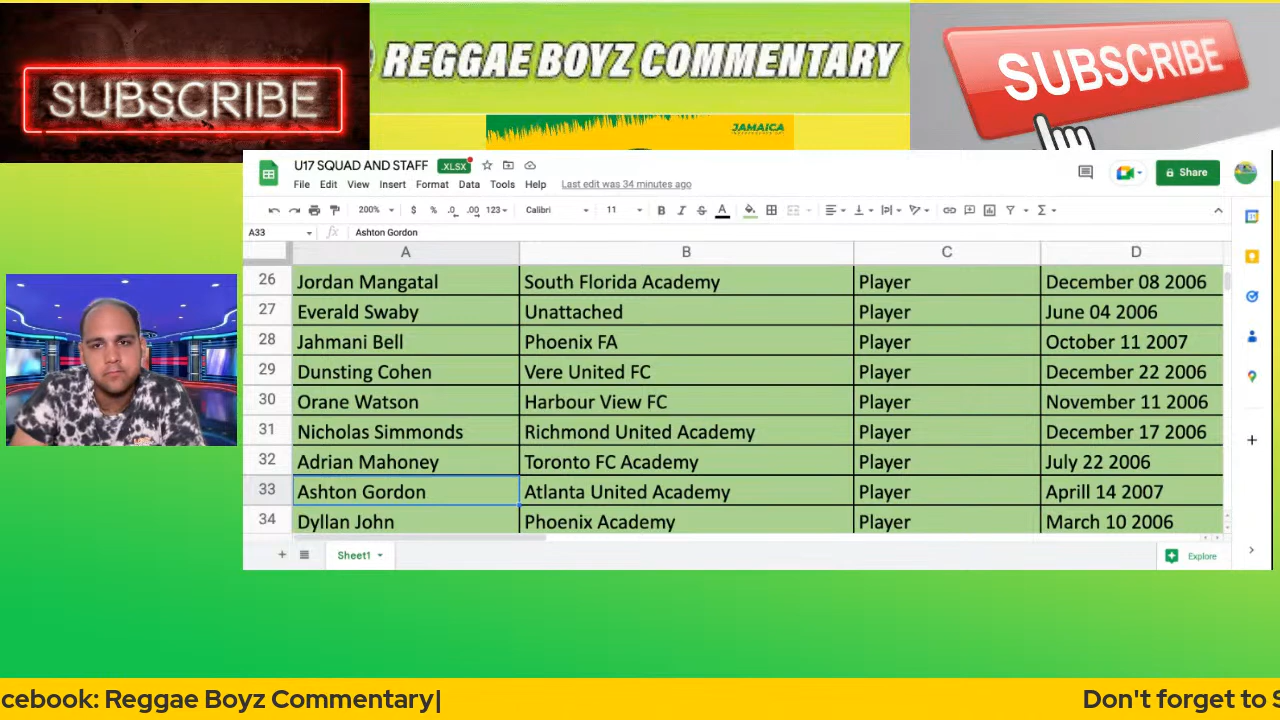 SUBSCRIBE
REGGAE BOYZ COMMENTARY
SUBSCRIBE
JAMAICA
U17 SQUAD AND STAFF .XLSX
Share
File Edit View Insert Format Data Tools Help Last edit was 34 minutes ago
200% $ % .0 .00 123 Calibri 11 B I S A
A33 fx Ashton Gordon
A B C D
26 Jordan Mangatal South Florida Academy Player December 08 2006
27 Everald Swaby Unattached Player June 04 2006
28 Jahmani Bell Phoenix FA Player October 11 2007
29 Dunsting Cohen Vere United FC Player December 22 2006
30 Orane Watson Harbour View FC Player November 11 2006
31 Nicholas Simmonds Richmond United Academy Player December 17 2006
32 Adrian Mahoney Toronto FC Academy Player July 22 2006
33 Ashton Gordon Atlanta United Academy Player Aprill 14 2007
34 Dyllan John Phoenix Academy Player March 10 2006
Sheet1 Explore
cebook: Reggae Boyz Commentary| Don't forget to S